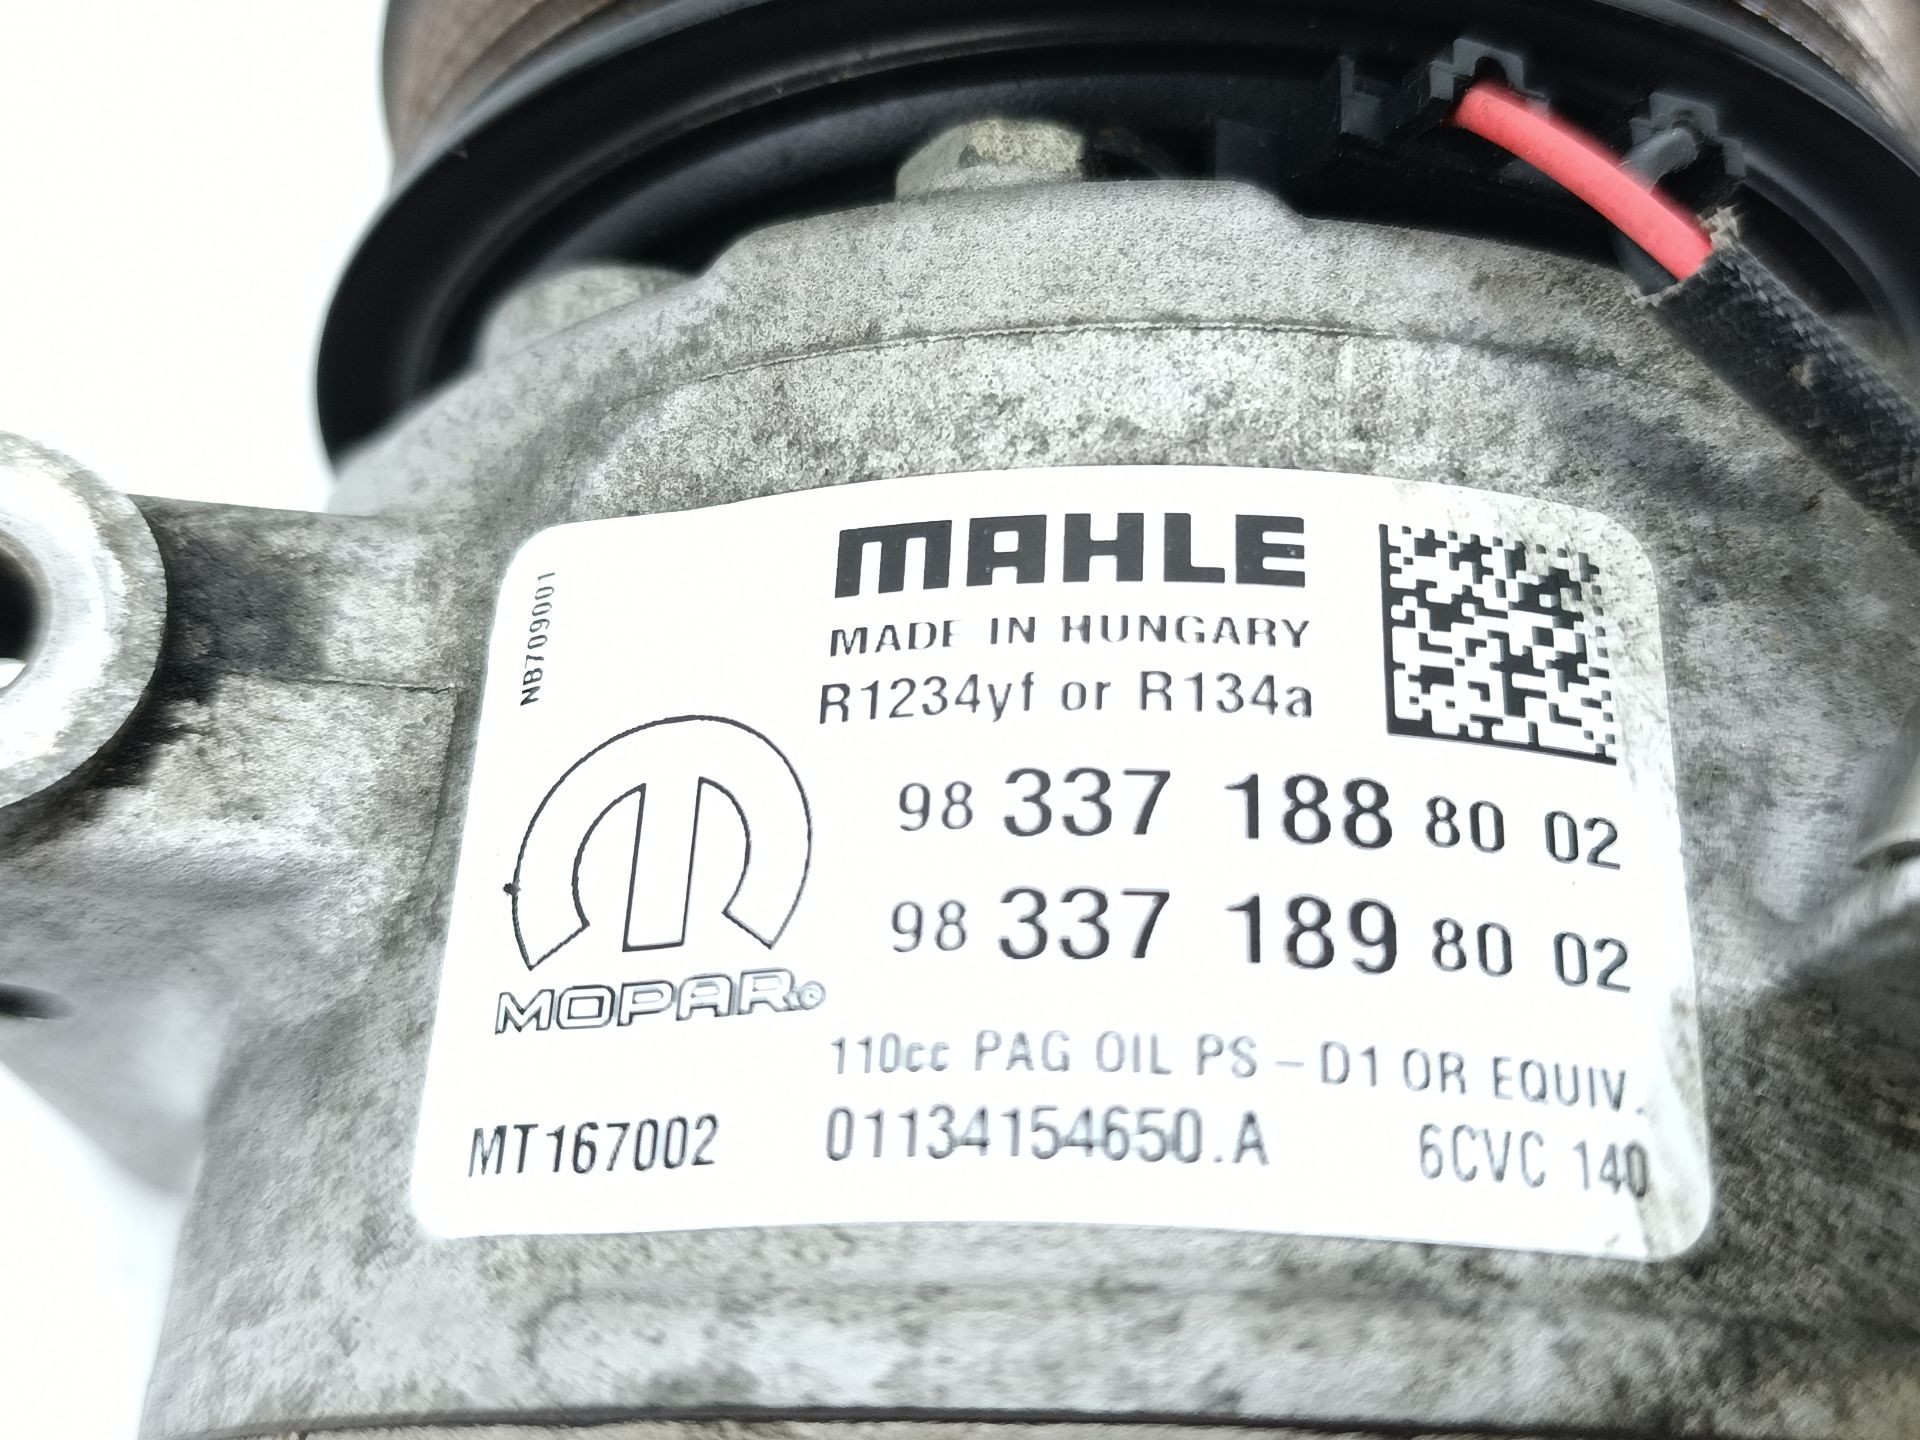 MAHLE
MADE IN HUNGARY
R1234yf or R134a
NB709001
98 337 188 80 02
98 337 189 80 02
MOPAR®
110cc PAG OIL PS - D1 OR EQUIV.
MT167002 01134154650.A 6CVC 140